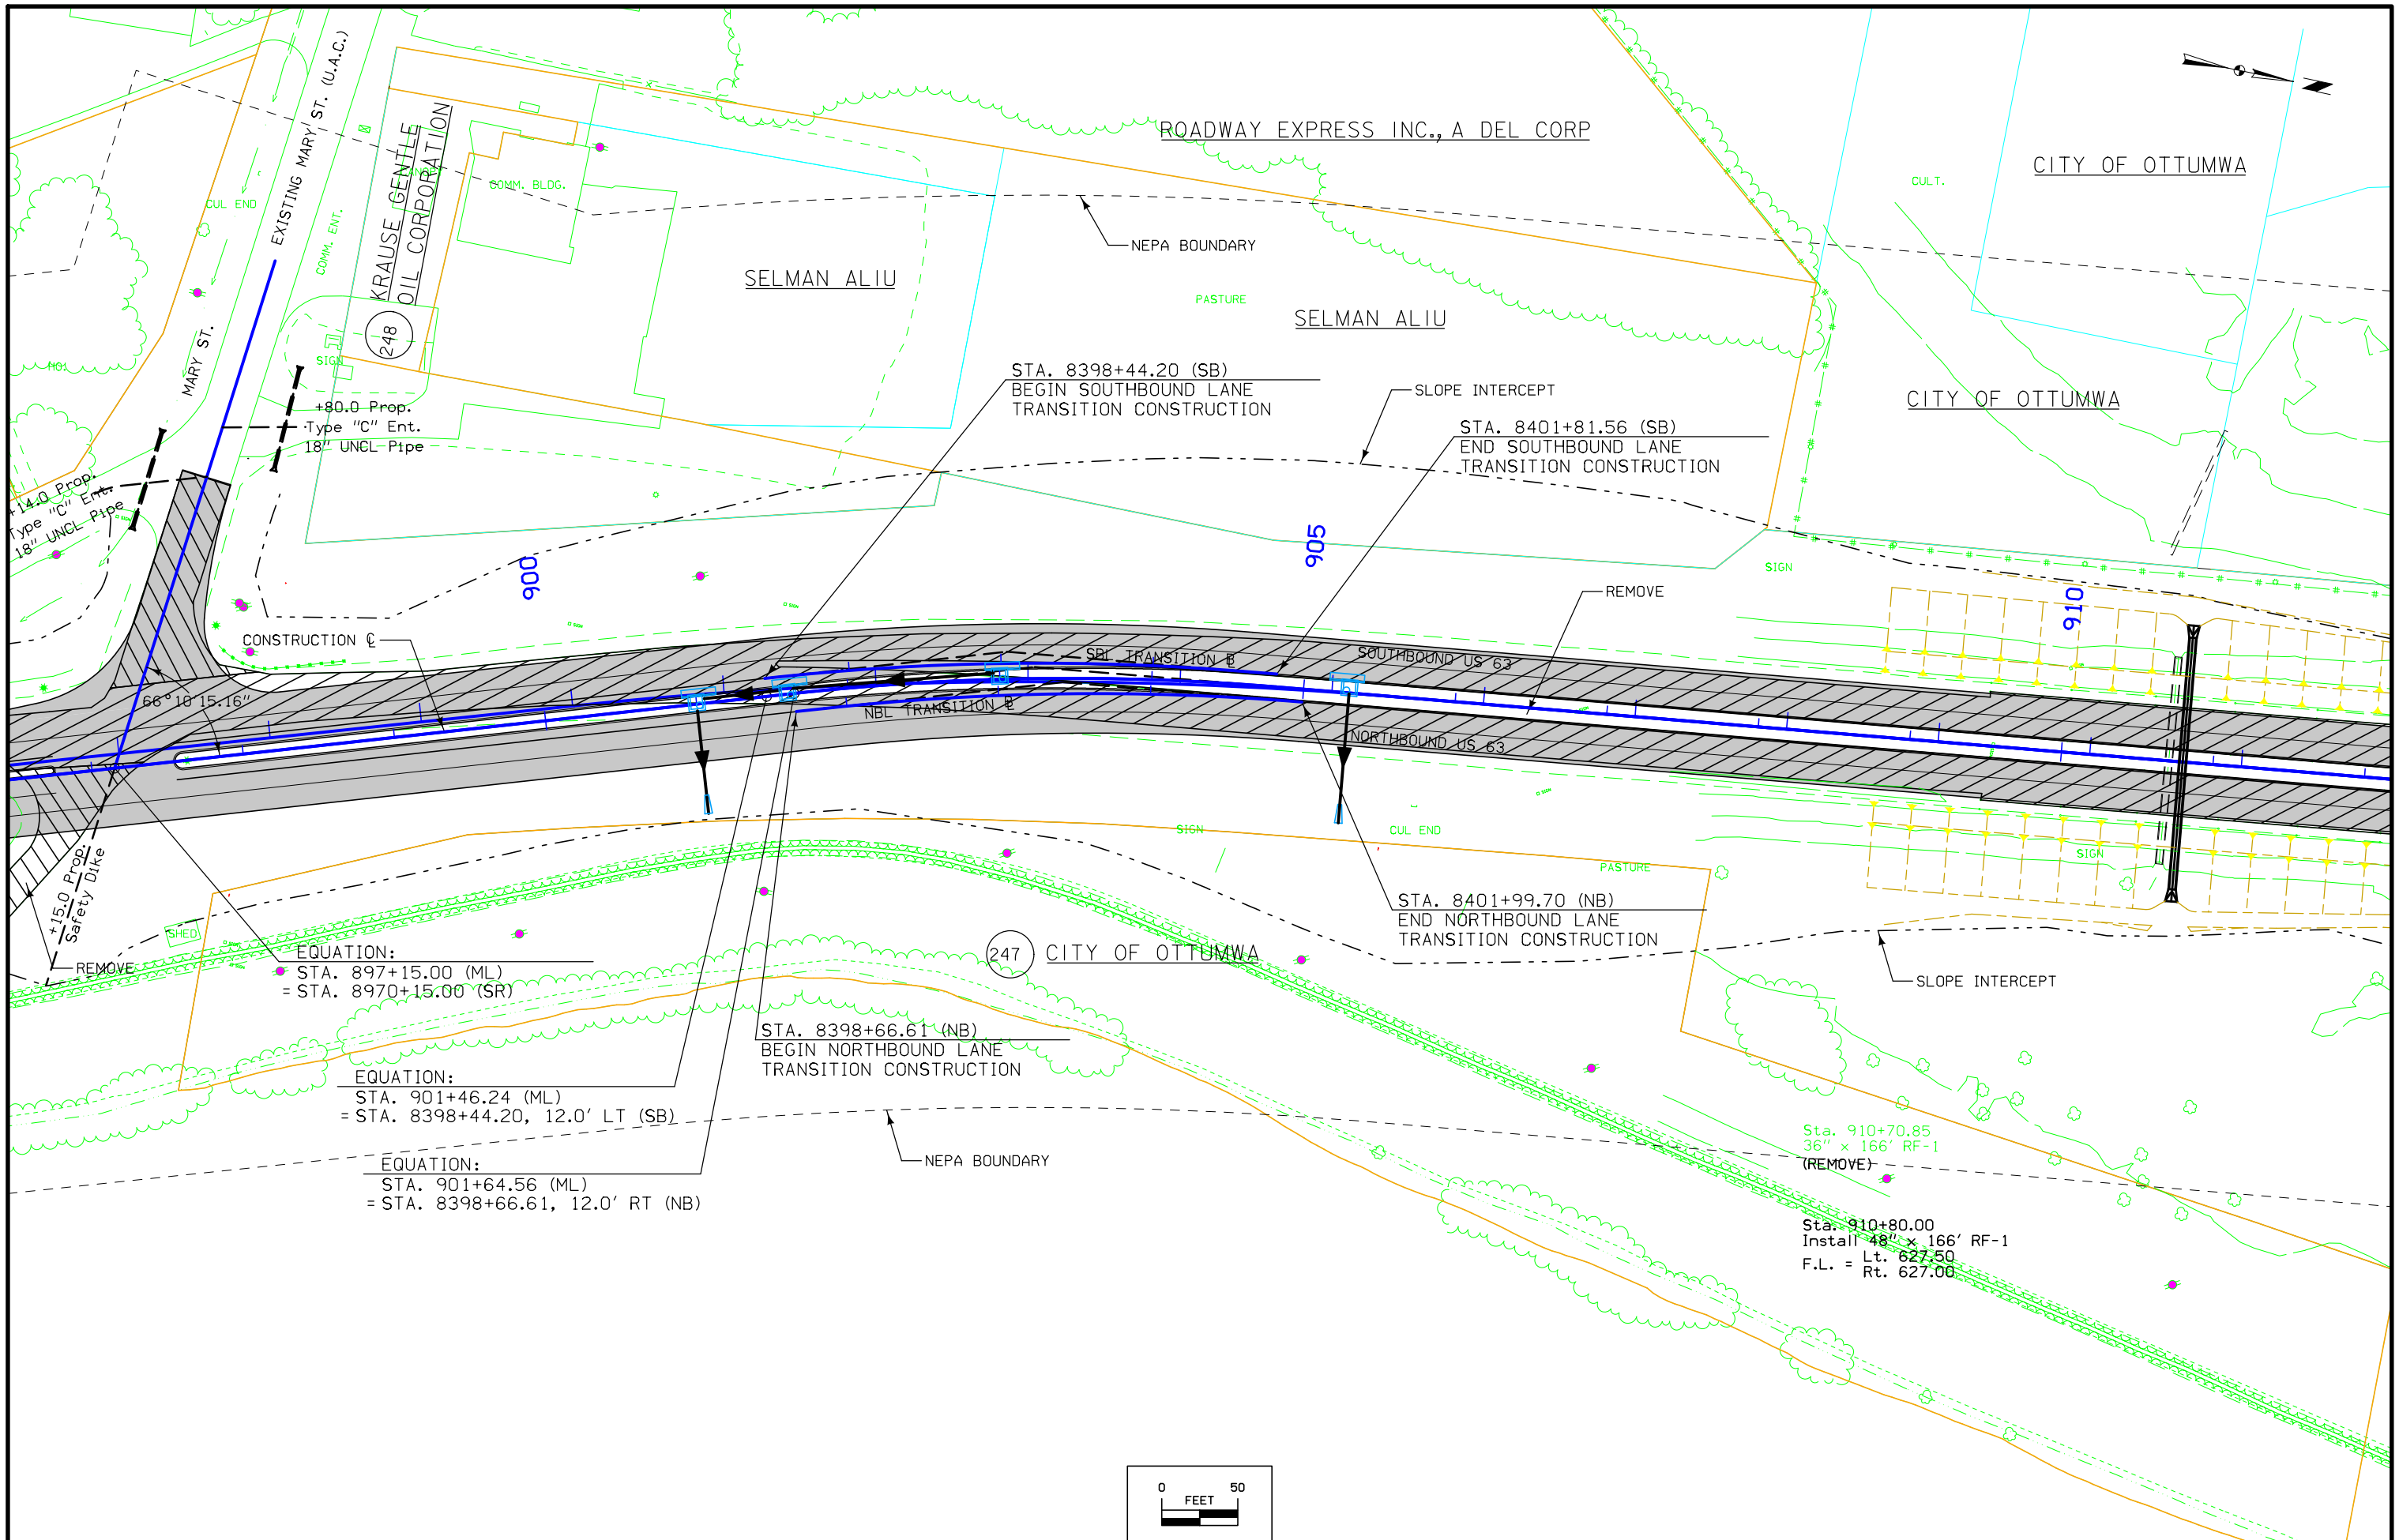 EXISTING MARY ST. (U.A.C.)
KRAUSE GENTLE
OIL CORPORATION
248
CUL END
COMM. ENT.
COMM. BLDG.
ROADWAY EXPRESS INC., A DEL CORP
CITY OF OTTUMWA
CULT.
NEPA BOUNDARY
SELMAN ALIU
PASTURE
SELMAN ALIU
MARY ST.
SIGN
+80.0 Prop.
Type "C" Ent.
18" UNCL Pipe
STA. 8398+44.20 (SB)
BEGIN SOUTHBOUND LANE
TRANSITION CONSTRUCTION
SLOPE INTERCEPT
STA. 8401+81.56 (SB)
END SOUTHBOUND LANE
TRANSITION CONSTRUCTION
CITY OF OTTUMWA
+14.0 Prop.
Type "C" Ent.
18" UNCL Pipe
900
905
910
SIGN
REMOVE
CONSTRUCTION ℄
SBL TRANSITION
SOUTHBOUND US 63
66°10'15.16"
NBL TRANSITION
NORTHBOUND US 63
SIGN
CUL END
PASTURE
SIGN
+15.0 Prop.
Safety Dike
SHED
REMOVE
EQUATION:
STA. 897+15.00 (ML)
= STA. 8970+15.00 (SR)
247
CITY OF OTTUMWA
STA. 8401+99.70 (NB)
END NORTHBOUND LANE
TRANSITION CONSTRUCTION
SLOPE INTERCEPT
STA. 8398+66.61 (NB)
BEGIN NORTHBOUND LANE
TRANSITION CONSTRUCTION
EQUATION:
STA. 901+46.24 (ML)
= STA. 8398+44.20, 12.0' LT (SB)
EQUATION:
STA. 901+64.56 (ML)
= STA. 8398+66.61, 12.0' RT (NB)
NEPA BOUNDARY
Sta. 910+70.85
36" x 166' RF-1
(REMOVE)
Sta. 910+80.00
Install 48" x 166' RF-1
F.L. = Lt. 627.50
Rt. 627.00
0 50
FEET